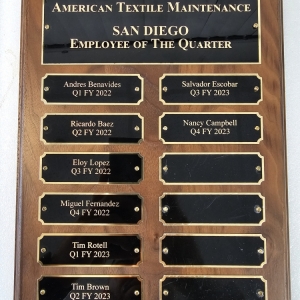 AMERICAN TEXTILE MAINTENANCE
SAN DIEGO
EMPLOYEE OF THE QUARTER
Andres Benavides
Q1 FY 2022
Ricardo Baez
Q2 FY 2022
Eloy Lopez
Q3 FY 2022
Miguel Fernandez
Q4 FY 2022
Tim Rotell
Q1 FY 2023
Tim Brown
Q2 FY 2023
Salvador Escobar
Q3 FY 2023
Nancy Campbell
Q4 FY 2023